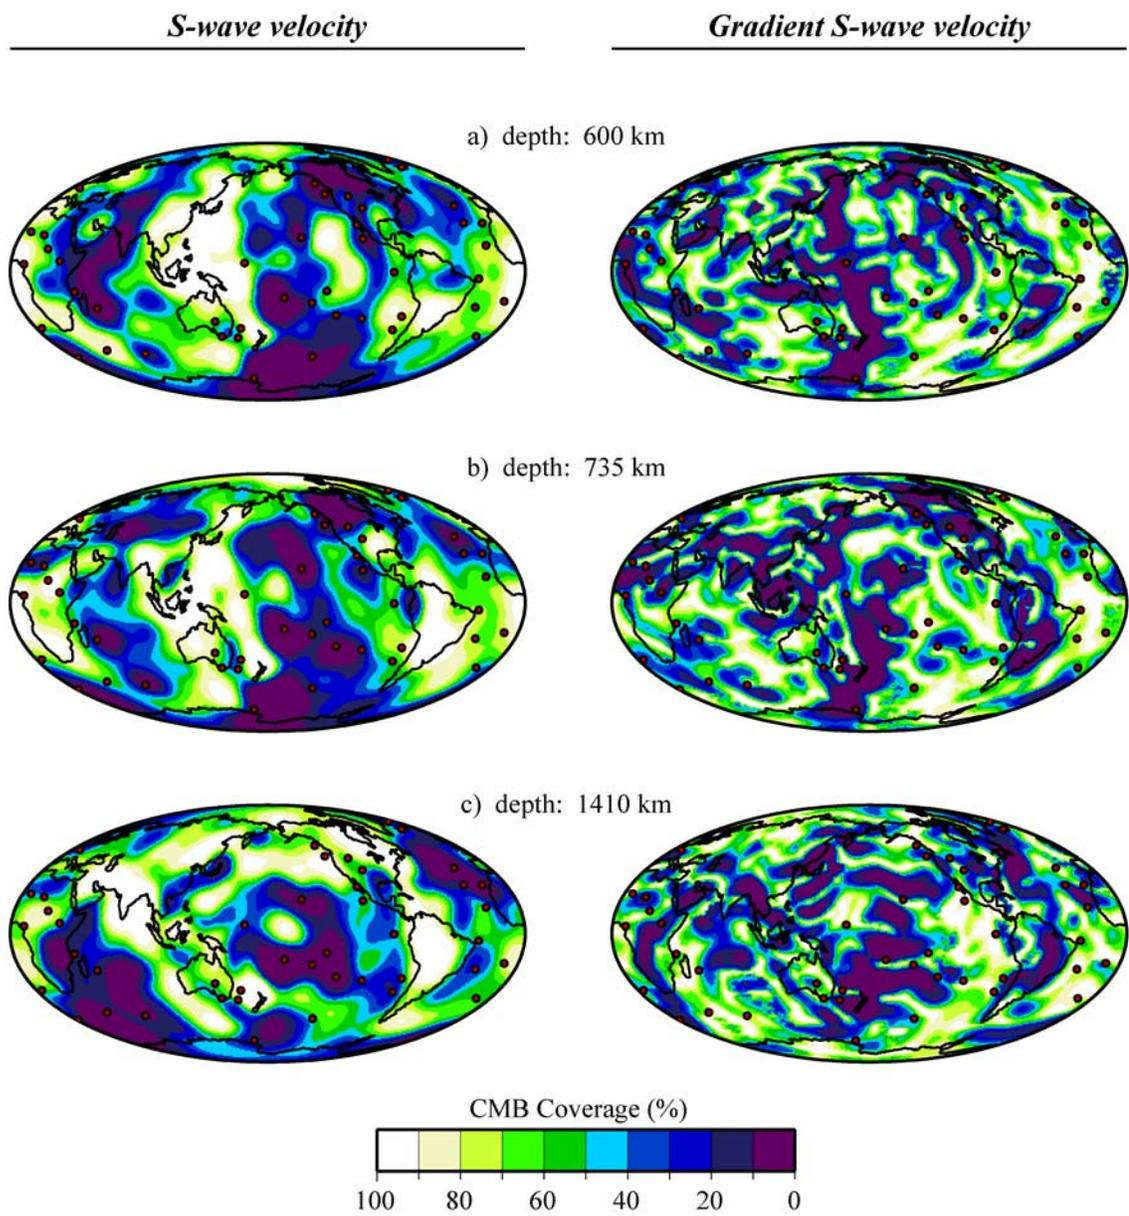 S-wave velocity
Gradient S-wave velocity
a) depth: 600 km
b) depth: 735 km
c) depth: 1410 km
CMB Coverage (%)
100 80 60 40 20 0